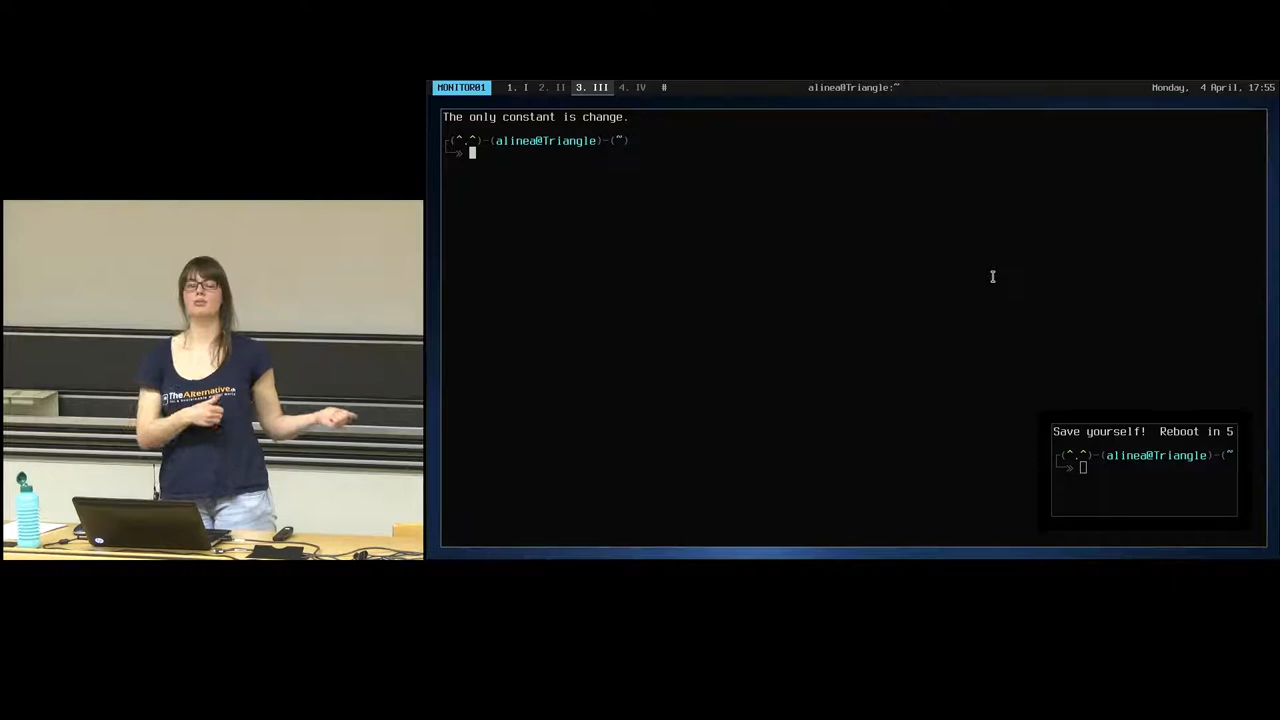 MONITOR01 1. I 2. II 3. III 4. IV # alinea@Triangle:~ Monday, 4 April, 17:55
The only constant is change.
┌(^.^)-(alinea@Triangle)-(~)
└─»
Save yourself! Reboot in 5
┌(^.^)-(alinea@Triangle)-(~
└─»
TheAlternative.ch